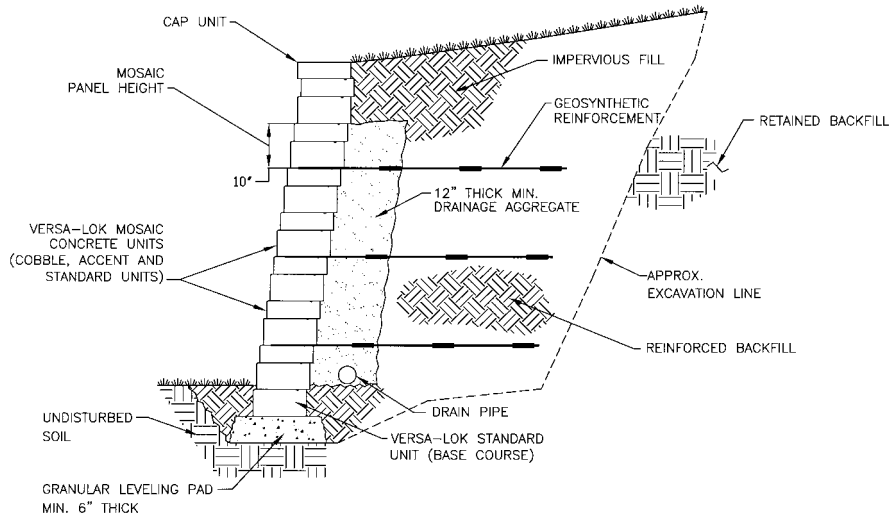 CAP UNIT
MOSAIC
PANEL HEIGHT
IMPERVIOUS FILL
GEOSYNTHETIC
REINFORCEMENT
RETAINED BACKFILL
10"
12" THICK MIN.
DRAINAGE AGGREGATE
VERSA-LOK MOSAIC
CONCRETE UNITS
(COBBLE, ACCENT AND
STANDARD UNITS)
APPROX.
EXCAVATION LINE
REINFORCED BACKFILL
DRAIN PIPE
UNDISTURBED
SOIL
VERSA-LOK STANDARD
UNIT (BASE COURSE)
GRANULAR LEVELING PAD
MIN. 6" THICK